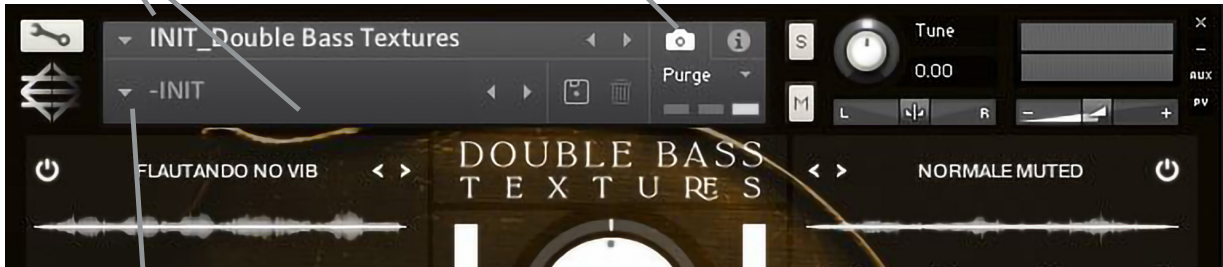 INIT_Double Bass Textures
S
Tune
-INIT
Purge
0.00
AUX
M
L
R
PV
FLAUTANDO NO VIB
DOUBLE BASS
TEXTURES
NORMALE MUTED